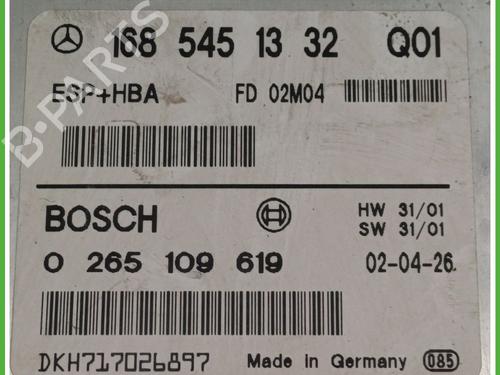 168 545 13 32 Q01
ESP+HBA FD 02M04
BOSCH HW 31/01
SW 31/01
0 265 109 619 02-04-26
DKH717026897 Made in Germany 085
B-PARTS